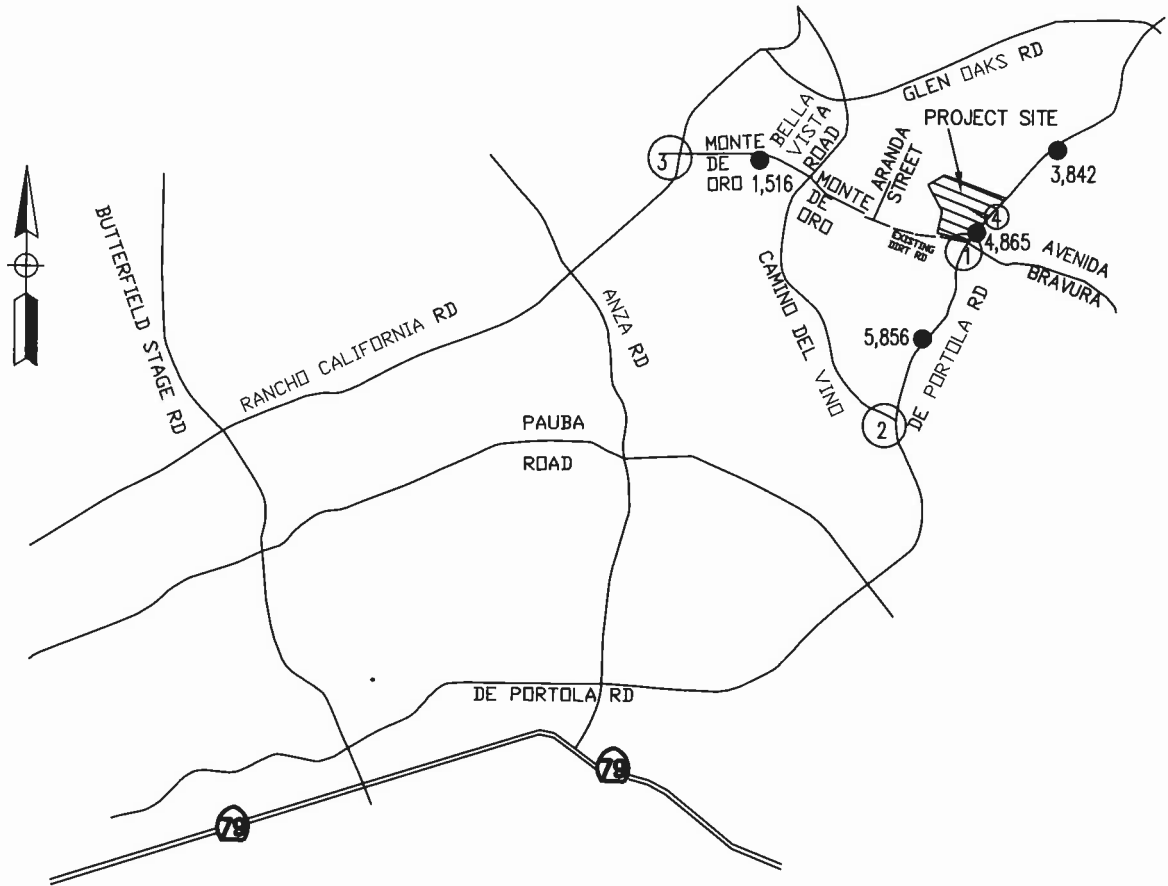 GLEN OAKS RD
PROJECT SITE
BELLA
VISTA
ROAD
MONTE
DE
ORO
3
1,516
ARANDA
STREET
MONTE
DE
ORO
3,842
4
4,865
EXISTING
DIRT RD
1
AVENIDA
BRAVURA
BUTTERFIELD STAGE RD
RANCHO CALIFORNIA RD
ANZA RD
CAMINO DEL VINO
5,856
DE PORTOLA RD
2
PAUBA
ROAD
DE PORTOLA RD
79
79